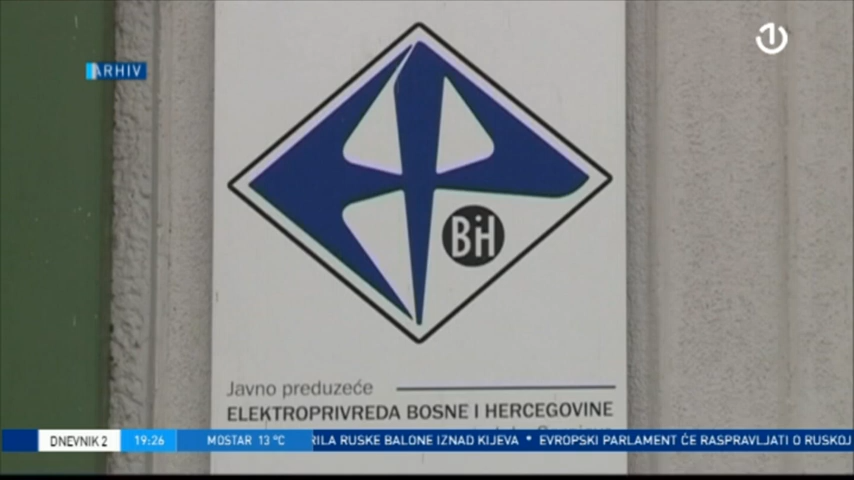 ARHIV
BiH
Javno preduzeće
ELEKTROPRIVREDA BOSNE I HERCEGOVINE
DNEVNIK 2 19:26 MOSTAR 13 °C RUSKE BALONE IZNAD KIJEVA * EVROPSKI PARLAMENT ĆE RASPRAVLJATI O RUSKOJ